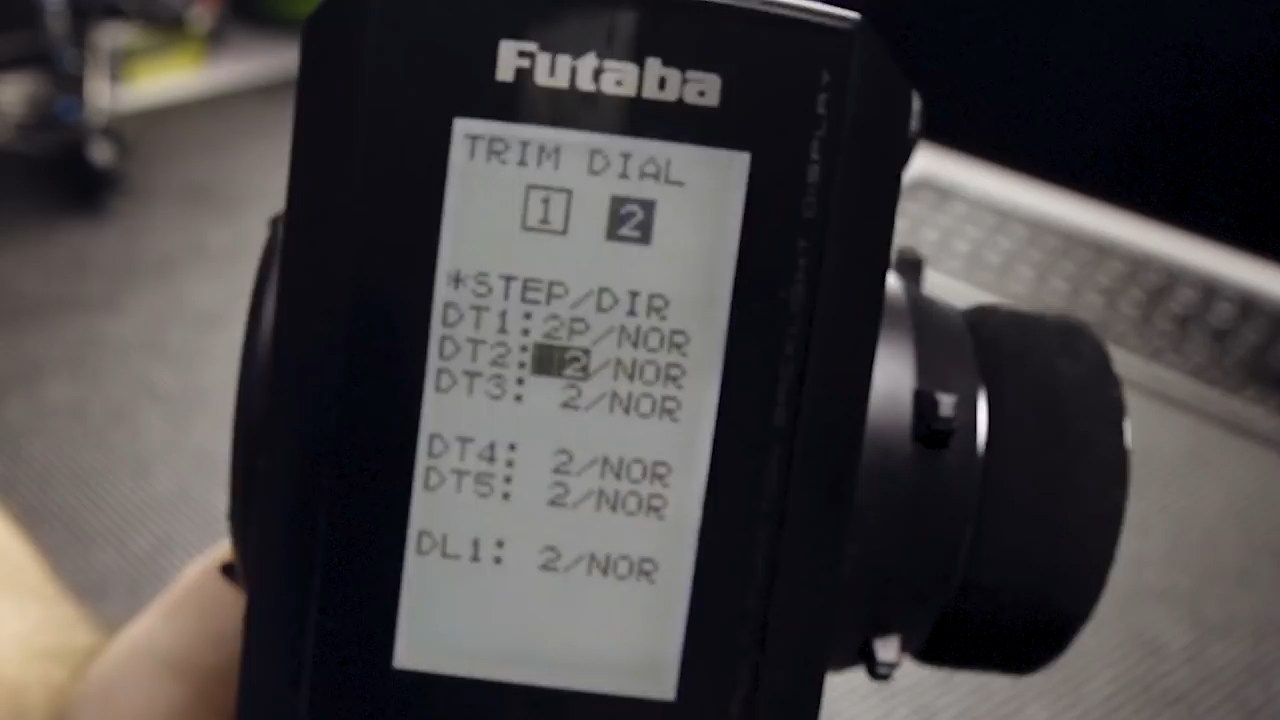 Futaba
TRIM DIAL
1 2
*STEP/DIR
DT1:2P/NOR
DT2: 2/NOR
DT3: 2/NOR
DT4: 2/NOR
DT5: 2/NOR
DL1: 2/NOR
DISPLAY